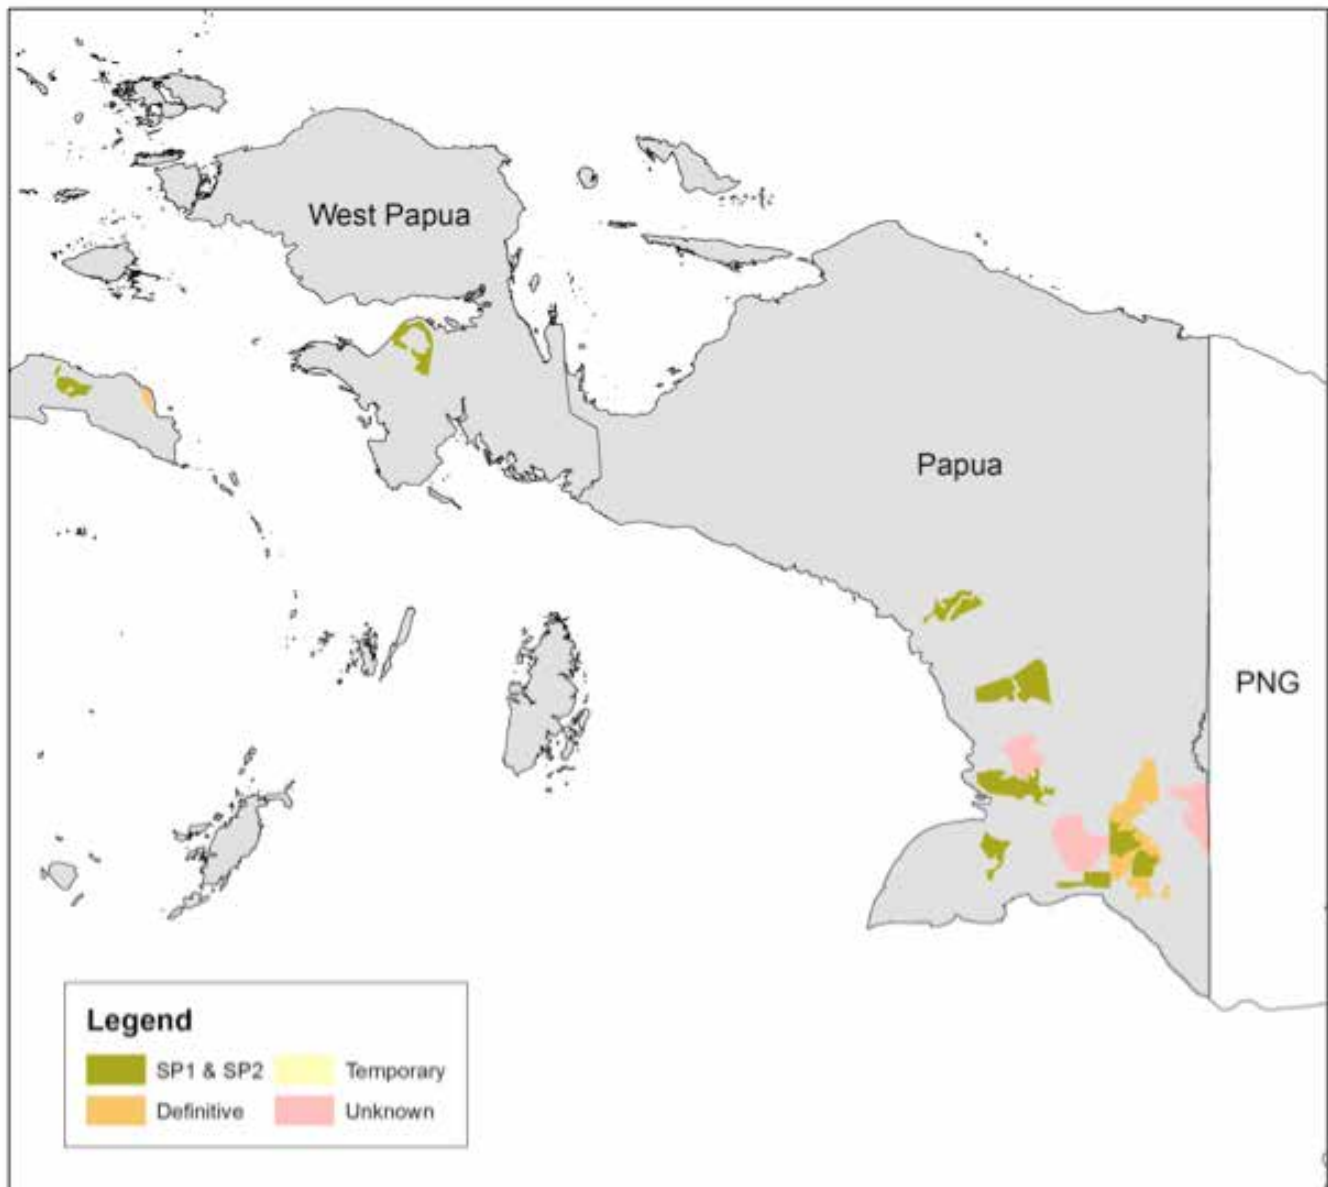 West Papua
Papua
PNG
Legend
SP1 & SP2
Temporary
Definitive
Unknown